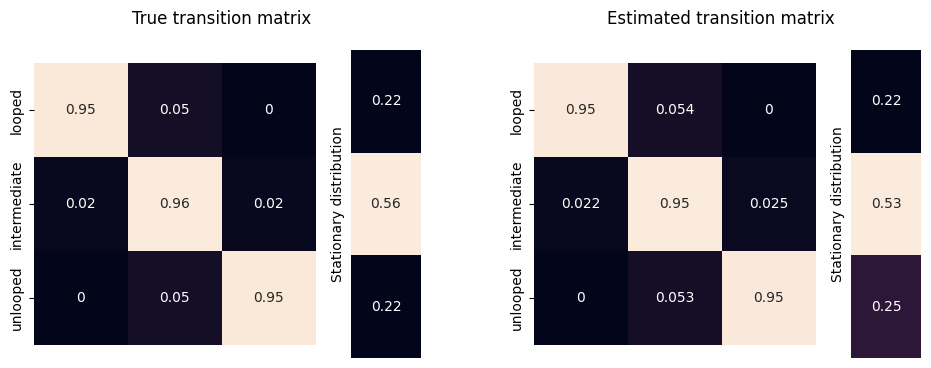 True transition matrix
looped
0.95 0.05 0
intermediate
0.02 0.96 0.02
unlooped
0 0.05 0.95
Stationary distribution
0.22
0.56
0.22
Estimated transition matrix
looped
0.95 0.054 0
intermediate
0.022 0.95 0.025
unlooped
0 0.053 0.95
Stationary distribution
0.22
0.53
0.25